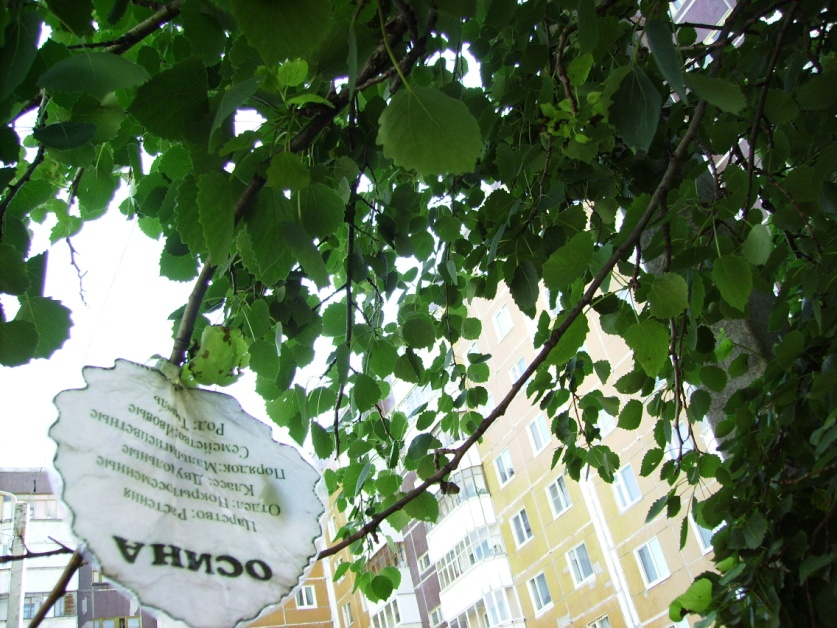 ОСИНА
Царство: Растения
Отдел: Покрытосеменные
Класс: Двудольные
Порядок: Мальпигиецветные
Семейство: Ивовые
Род: Тополь